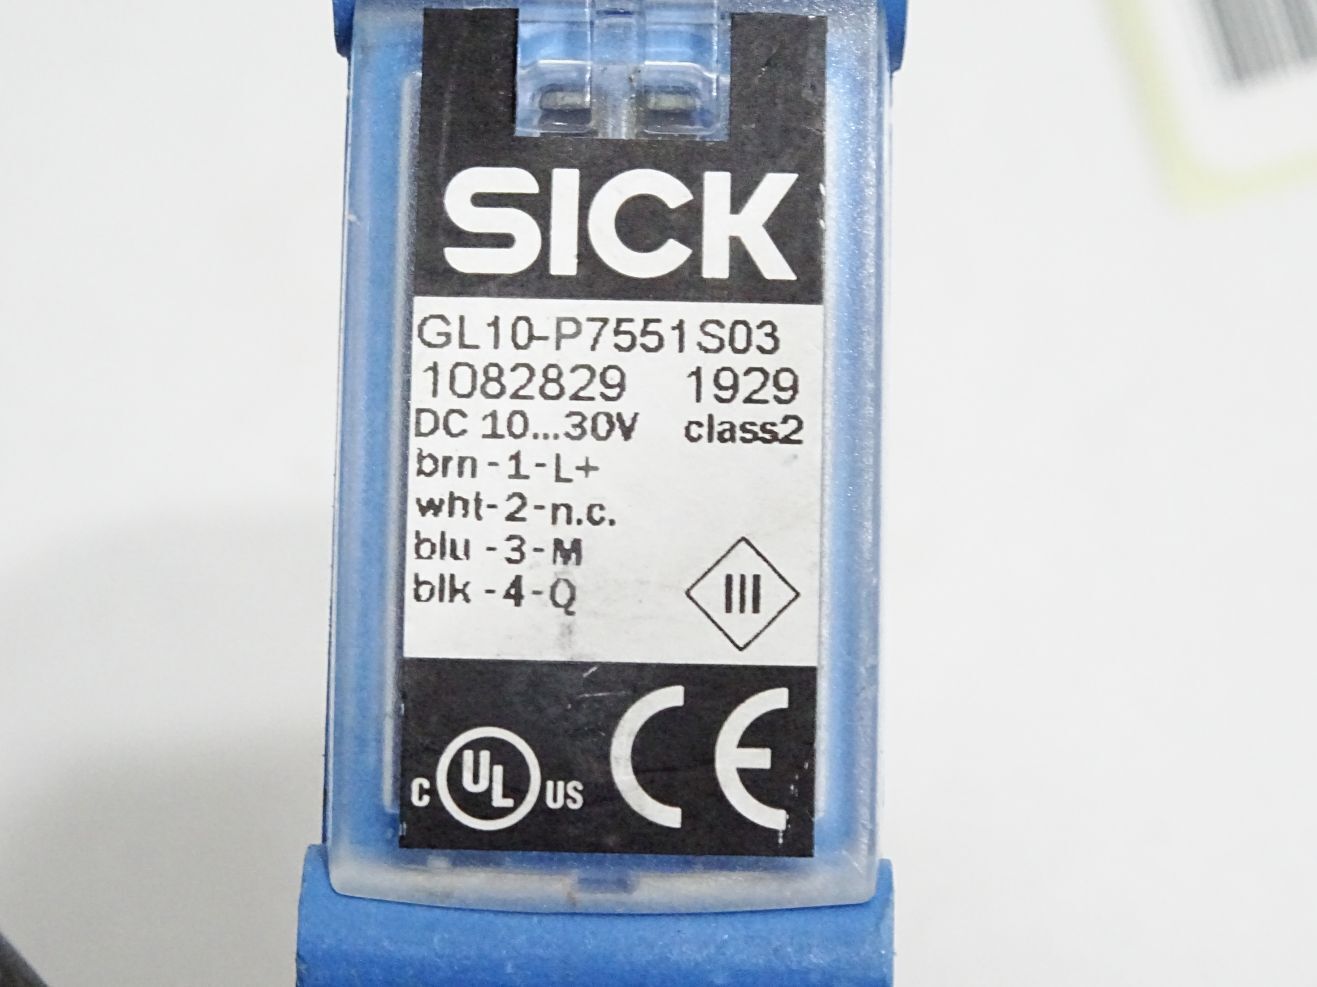 SICK
GL10-P7551S03
1082829 1929
DC 10...30V class2
brn - 1 - L+
wht- 2 - n.c.
blu - 3 - M
blk - 4 - Q
III
C UL US CE